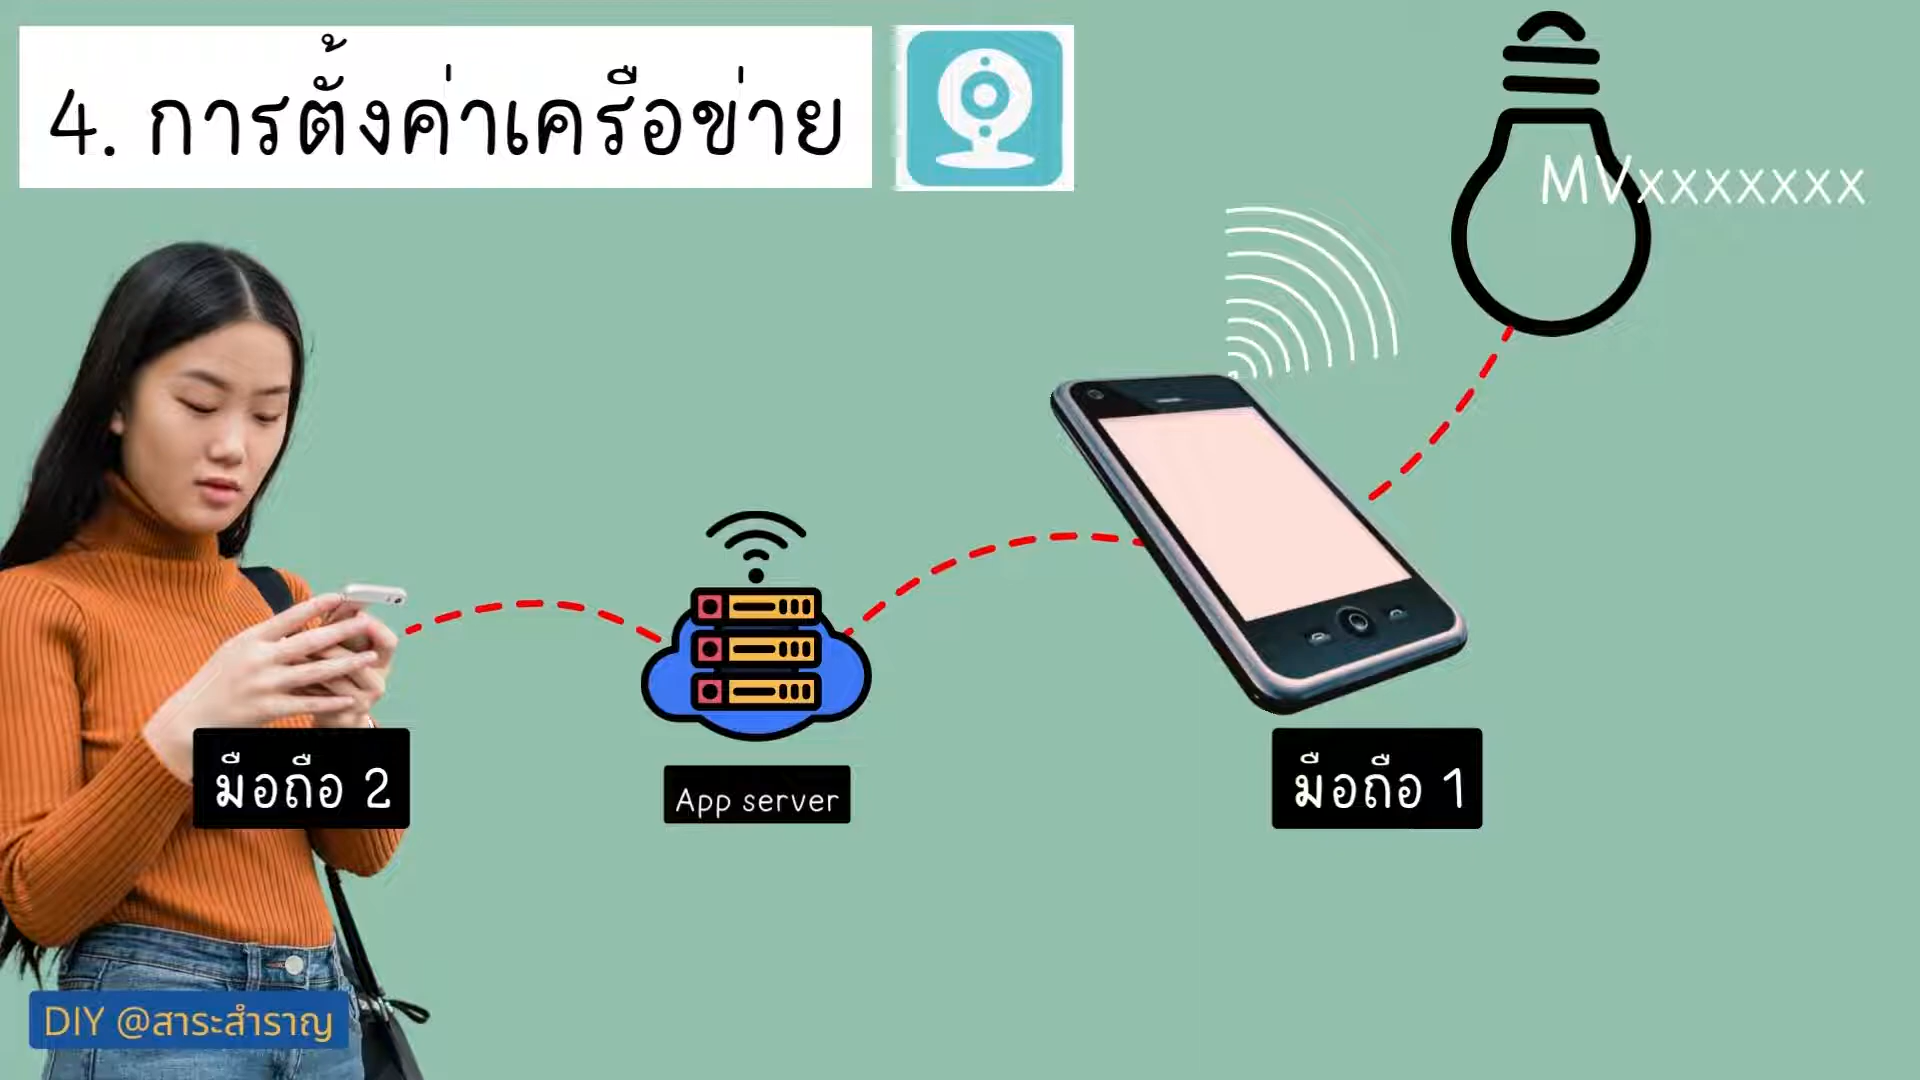 4. การตั้งค่าเครือข่าย
MVxxxxxxx
มือถือ 2
App server
มือถือ 1
DIY @สาระสำราญ